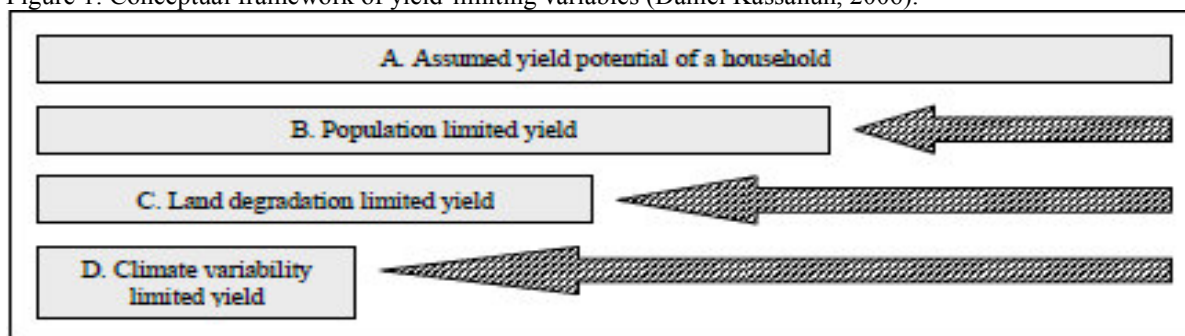 Figure 1. Conceptual framework of yield-limiting variables (Daniel Kassahun, 2006).
A. Assumed yield potential of a household
B. Population limited yield
C. Land degradation limited yield
D. Climate variability
limited yield